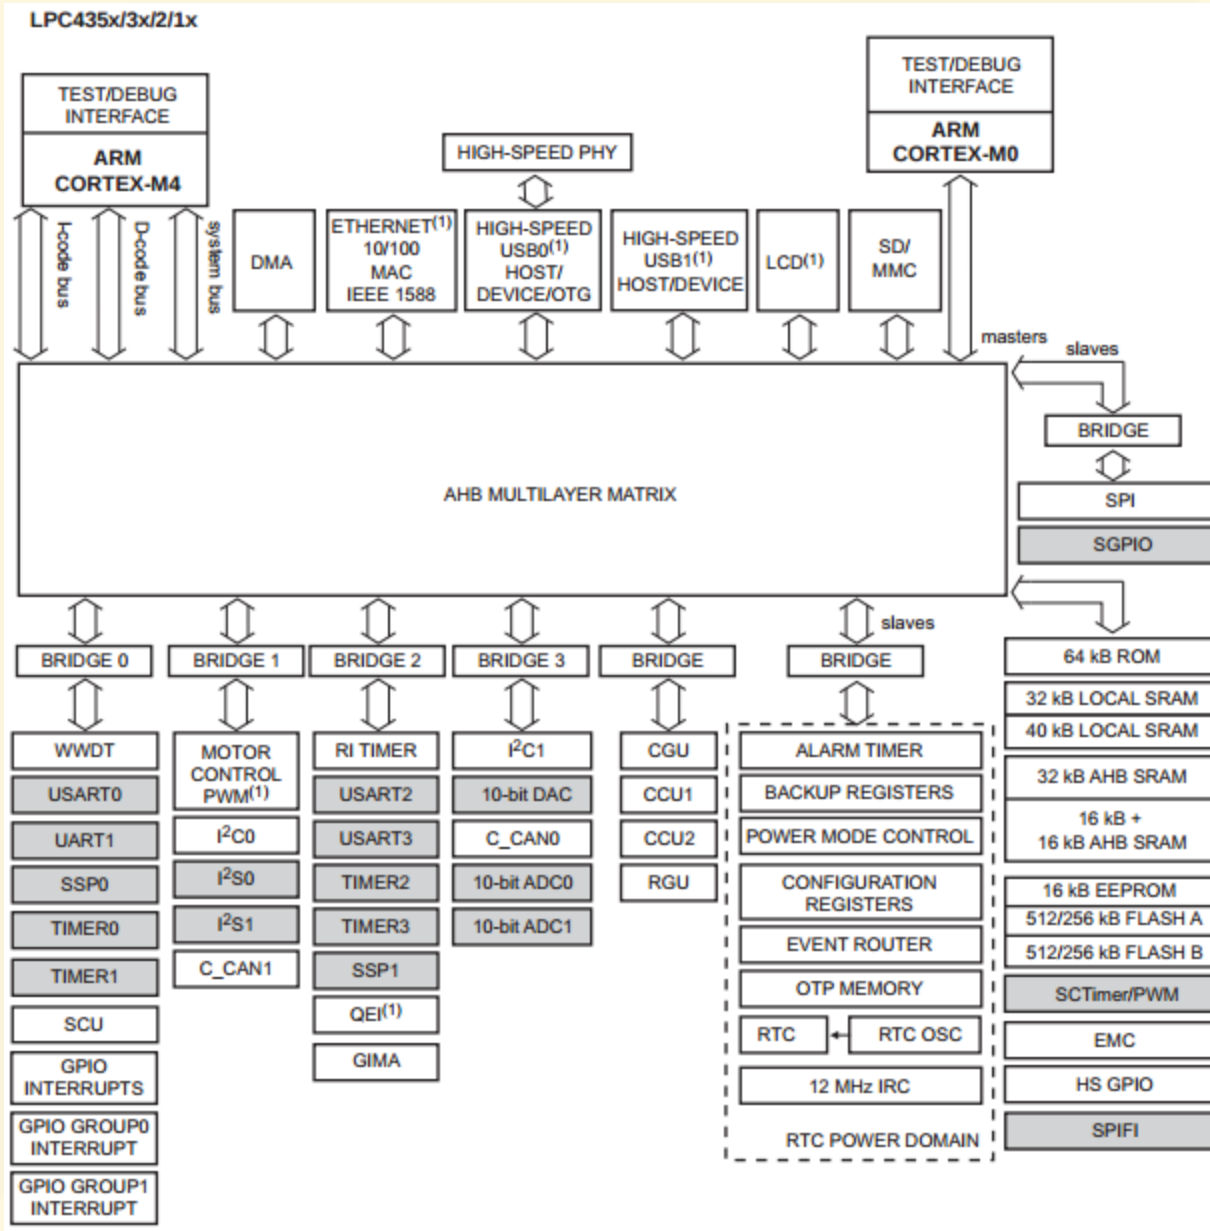 LPC435x/3x/2/1x
TEST/DEBUG
INTERFACE
ARM
CORTEX-M4
TEST/DEBUG
INTERFACE
ARM
CORTEX-M0
HIGH-SPEED PHY
I-code bus
D-code bus
system bus
DMA
ETHERNET(1)
10/100
MAC
IEEE 1588
HIGH-SPEED
USB0(1)
HOST/
DEVICE/OTG
HIGH-SPEED
USB1(1)
HOST/DEVICE
LCD(1)
SD/
MMC
masters
slaves
BRIDGE
SPI
SGPIO
AHB MULTILAYER MATRIX
slaves
BRIDGE 0
BRIDGE 1
BRIDGE 2
BRIDGE 3
BRIDGE
BRIDGE
WWDT
USART0
UART1
SSP0
TIMER0
TIMER1
SCU
GPIO
INTERRUPTS
GPIO GROUP0
INTERRUPT
GPIO GROUP1
INTERRUPT
MOTOR
CONTROL
PWM(1)
I2C0
I2S0
I2S1
C_CAN1
RI TIMER
USART2
USART3
TIMER2
TIMER3
SSP1
QEI(1)
GIMA
I2C1
10-bit DAC
C_CAN0
10-bit ADC0
10-bit ADC1
CGU
CCU1
CCU2
RGU
ALARM TIMER
BACKUP REGISTERS
POWER MODE CONTROL
CONFIGURATION
REGISTERS
EVENT ROUTER
OTP MEMORY
RTC
RTC OSC
12 MHz IRC
RTC POWER DOMAIN
64 kB ROM
32 kB LOCAL SRAM
40 kB LOCAL SRAM
32 kB AHB SRAM
16 kB +
16 kB AHB SRAM
16 kB EEPROM
512/256 kB FLASH A
512/256 kB FLASH B
SCTimer/PWM
EMC
HS GPIO
SPIFI